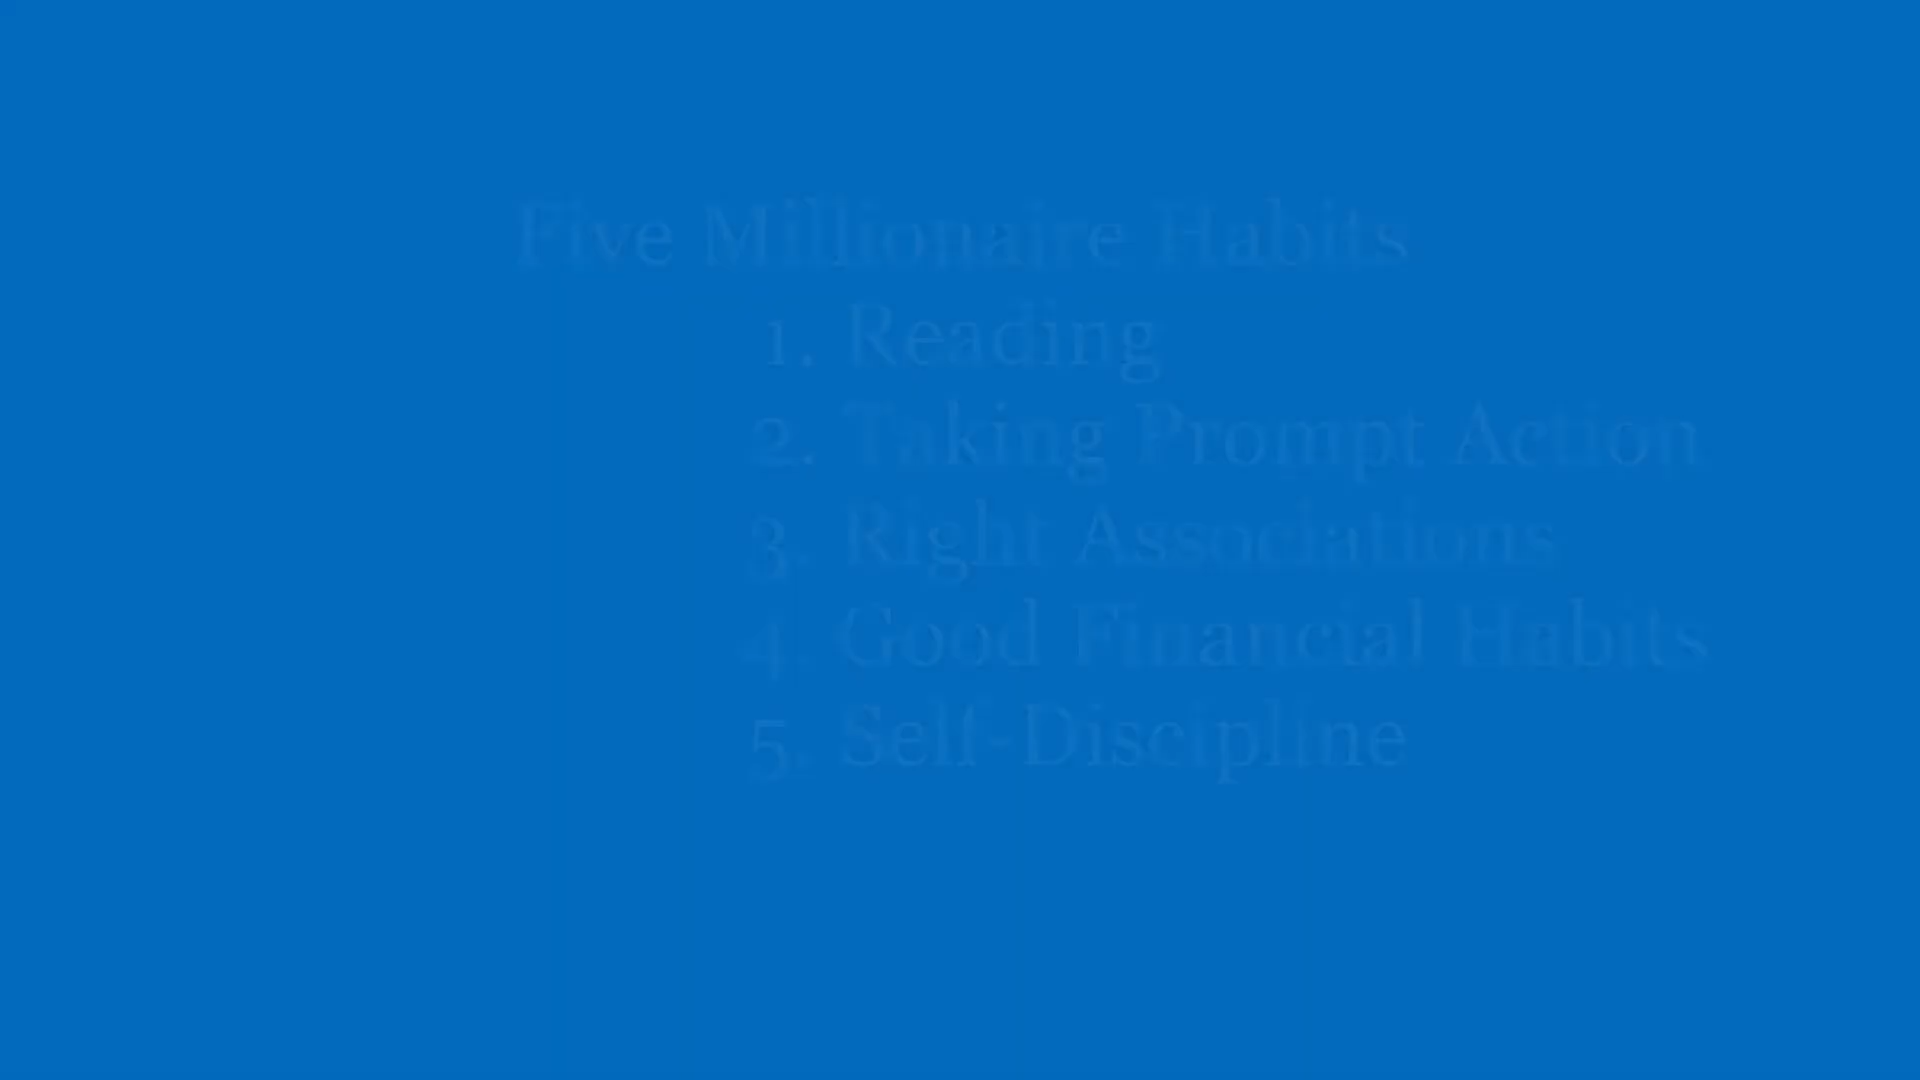 Five Millionaire Habits
1. Reading
2. Taking Prompt Action
3. Right Associations
4. Good Financial Habits
5. Self-Discipline